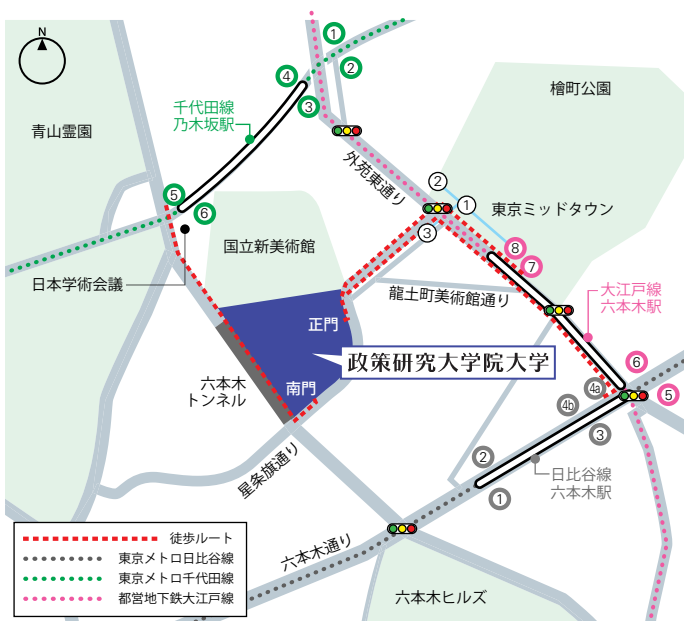 N
①
②
④
③
千代田線
乃木坂駅
青山霊園
檜町公園
外苑東通り
②
①
③
⑤
⑥
東京ミッドタウン
国立新美術館
⑧
⑦
日本学術会議
龍土町美術館通り
大江戸線
六本木駅
正門
政策研究大学院大学
南門
六本木
トンネル
⑥
⑤
4a
4b
③
②
①
星条旗通り
日比谷線
六本木駅
六本木通り
六本木ヒルズ
徒歩ルート
東京メトロ日比谷線
東京メトロ千代田線
都営地下鉄大江戸線